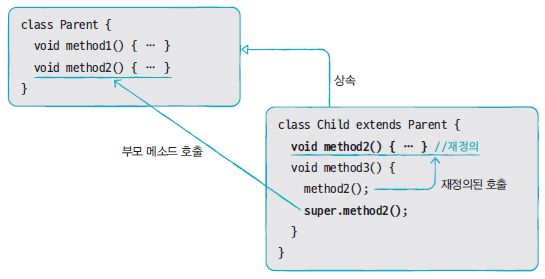 class Parent {
void method1() { … }
void method2() { … }
}
상속
부모 메소드 호출
class Child extends Parent {
void method2() { … } //재정의
void method3() {
method2();
재정의된 호출
super.method2();
}
}